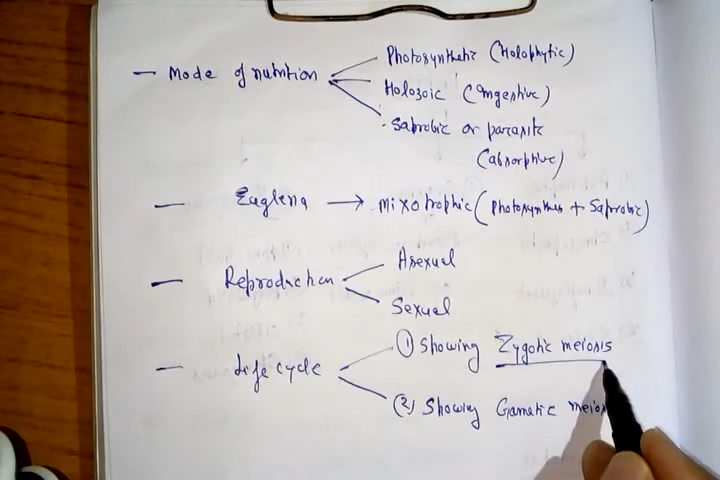 Photosynthetic (Holophytic)
— Mode of nutrition
Holozoic (Ingestive)
Saprobic or parasitic
(absorptive)
— Euglena → Mixotrophic (Photosynthesis + Saprobic)
Asexual
— Reproduction
Sexual
(1) Showing Zygotic meiosis
— Life cycle
(2) Showing Gametic